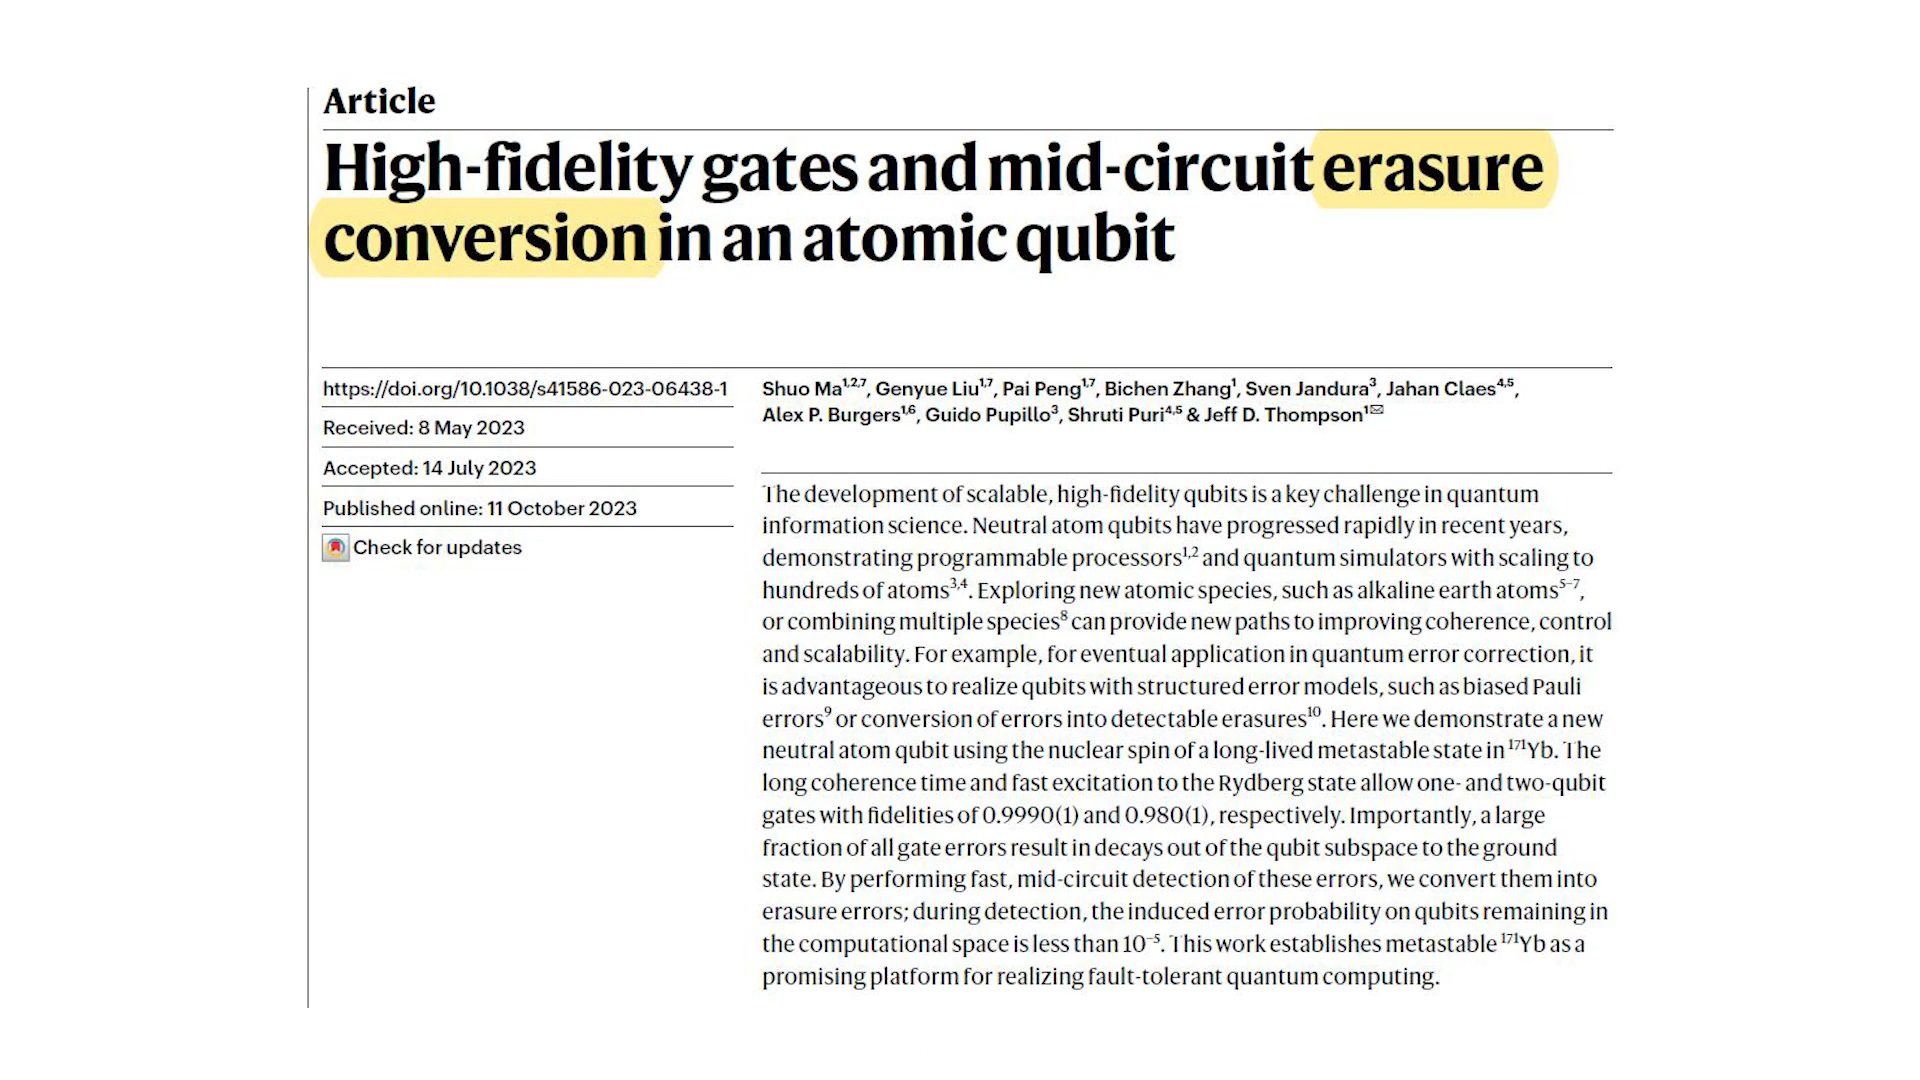 Article
High-fidelity gates and mid-circuit erasure
conversion in an atomic qubit
https://doi.org/10.1038/s41586-023-06438-1
Received: 8 May 2023
Accepted: 14 July 2023
Published online: 11 October 2023
Check for updates
Shuo Ma¹,²,⁷, Genyue Liu¹,⁷, Pai Peng¹,⁷, Bichen Zhang¹, Sven Jandura³, Jahan Claes⁴,⁵,
Alex P. Burgers¹,⁶, Guido Pupillo³, Shruti Puri⁴,⁵ & Jeff D. Thompson¹✉
The development of scalable, high-fidelity qubits is a key challenge in quantum
information science. Neutral atom qubits have progressed rapidly in recent years,
demonstrating programmable processors¹,² and quantum simulators with scaling to
hundreds of atoms³,⁴. Exploring new atomic species, such as alkaline earth atoms⁵⁻⁷,
or combining multiple species⁸ can provide new paths to improving coherence, control
and scalability. For example, for eventual application in quantum error correction, it
is advantageous to realize qubits with structured error models, such as biased Pauli
errors⁹ or conversion of errors into detectable erasures¹⁰. Here we demonstrate a new
neutral atom qubit using the nuclear spin of a long-lived metastable state in ¹⁷¹Yb. The
long coherence time and fast excitation to the Rydberg state allow one- and two-qubit
gates with fidelities of 0.9990(1) and 0.980(1), respectively. Importantly, a large
fraction of all gate errors result in decays out of the qubit subspace to the ground
state. By performing fast, mid-circuit detection of these errors, we convert them into
erasure errors; during detection, the induced error probability on qubits remaining in
the computational space is less than 10⁻⁵. This work establishes metastable ¹⁷¹Yb as a
promising platform for realizing fault-tolerant quantum computing.